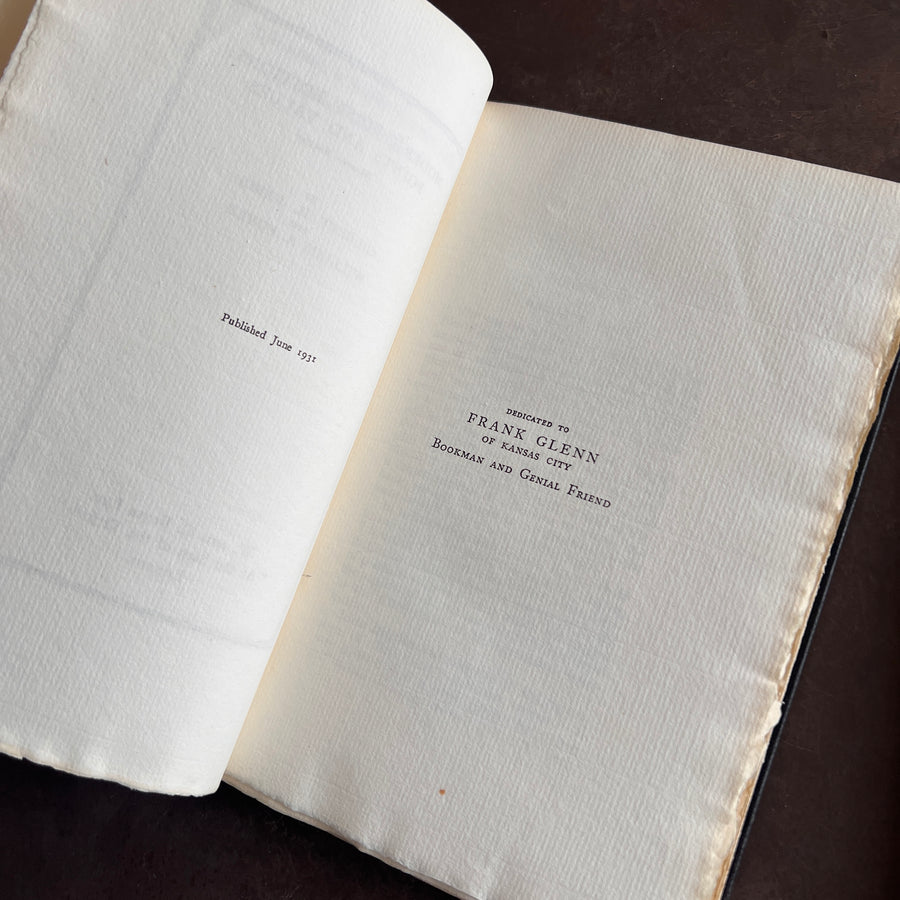 Published June 1931
DEDICATED TO
FRANK GLENN
OF KANSAS CITY
BOOKMAN AND GENIAL FRIEND